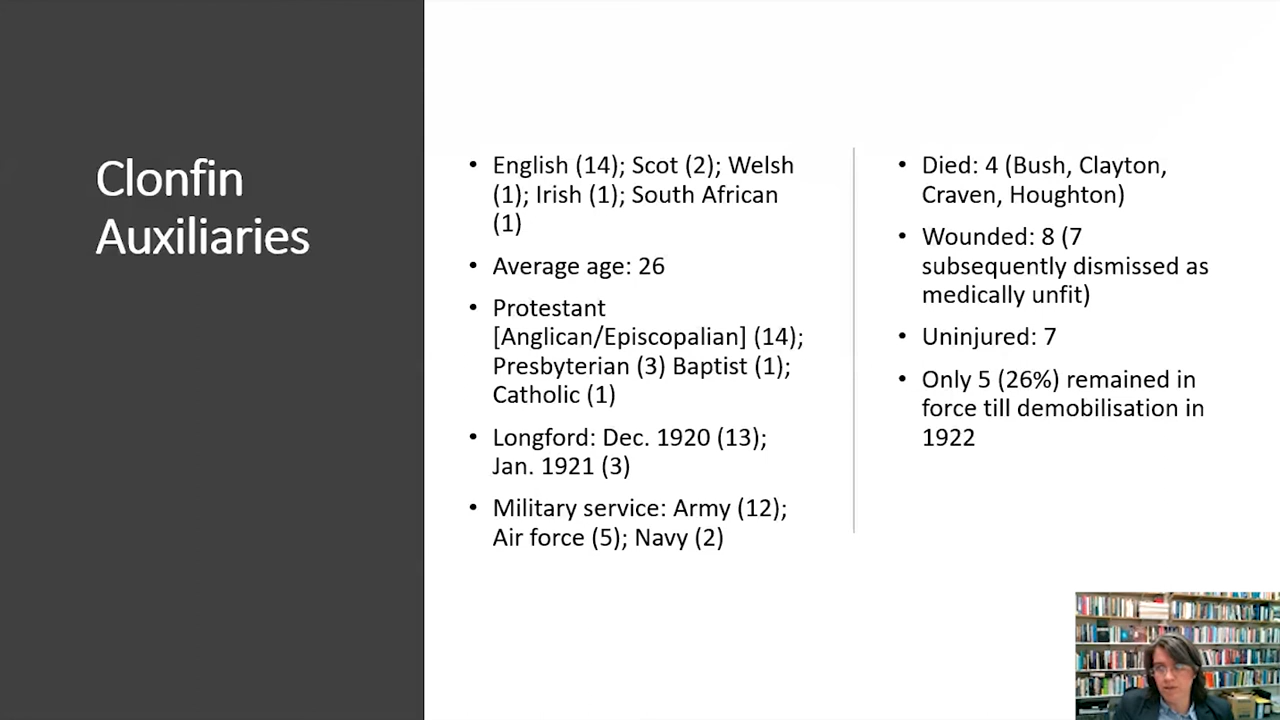 Clonfin
Auxiliaries
• English (14); Scot (2); Welsh
(1); Irish (1); South African
(1)
• Average age: 26
• Protestant
[Anglican/Episcopalian] (14);
Presbyterian (3) Baptist (1);
Catholic (1)
• Longford: Dec. 1920 (13);
Jan. 1921 (3)
• Military service: Army (12);
Air force (5); Navy (2)
• Died: 4 (Bush, Clayton,
Craven, Houghton)
• Wounded: 8 (7
subsequently dismissed as
medically unfit)
• Uninjured: 7
• Only 5 (26%) remained in
force till demobilisation in
1922